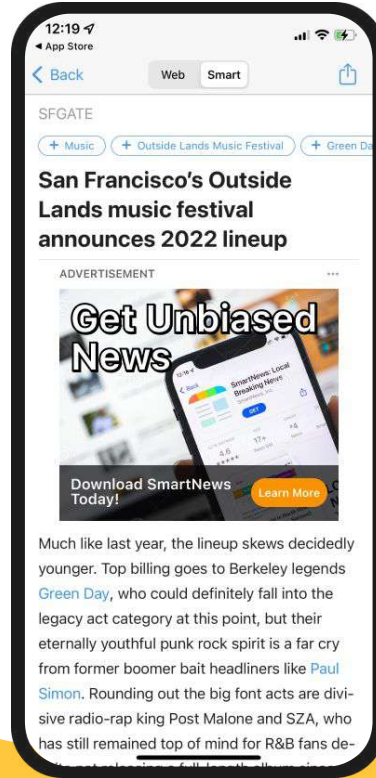 12:19
◄ App Store
Back
Web Smart
SFGATE
+ Music + Outside Lands Music Festival + Green Da
San Francisco's Outside
Lands music festival
announces 2022 lineup
ADVERTISEMENT
Get Unbiased
News
SmartNews: Local
Breaking News
GET
4.6
17+
Download SmartNews
Today!
Learn More
Much like last year, the lineup skews decidedly
younger. Top billing goes to Berkeley legends
Green Day, who could definitely fall into the
legacy act category at this point, but their
eternally youthful punk rock spirit is a far cry
from former boomer bait headliners like Paul
Simon. Rounding out the big font acts are divi-
sive radio-rap king Post Malone and SZA, who
has still remained top of mind for R&B fans de-